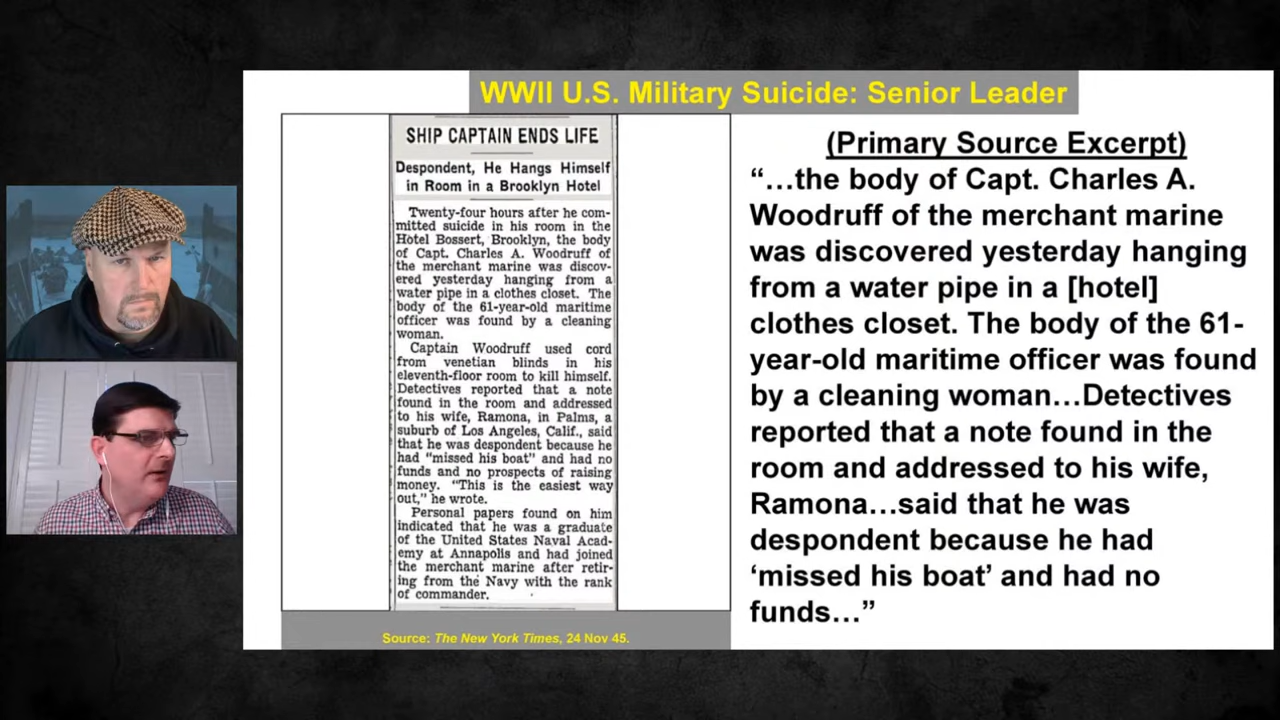 WWII U.S. Military Suicide: Senior Leader
SHIP CAPTAIN ENDS LIFE
Despondent, He Hangs Himself
in Room in a Brooklyn Hotel
Twenty-four hours after he com-
mitted suicide in his room in the
Hotel Bossert, Brooklyn, the body
of Capt. Charles A. Woodruff of
the merchant marine was discov-
ered yesterday hanging from a
water pipe in a clothes closet. The
body of the 61-year-old maritime
officer was found by a cleaning
woman.
Captain Woodruff used cord
from venetian blinds in his
eleventh-floor room to kill himself.
Detectives reported that a note
found in the room and addressed
to his wife, Ramona, in Palms, a
suburb of Los Angeles, Calif., said
that he was despondent because he
had "missed his boat" and had no
funds and no prospects of raising
money. "This is the easiest way
out," he wrote.
Personal papers found on him
indicated that he was a graduate
of the United States Naval Acad-
emy at Annapolis and had joined
the merchant marine after retir-
ing from the Navy with the rank
of commander.
Source: The New York Times, 24 Nov 45.
(Primary Source Excerpt)
“…the body of Capt. Charles A.
Woodruff of the merchant marine
was discovered yesterday hanging
from a water pipe in a [hotel]
clothes closet. The body of the 61-
year-old maritime officer was found
by a cleaning woman…Detectives
reported that a note found in the
room and addressed to his wife,
Ramona…said that he was
despondent because he had
‘missed his boat’ and had no
funds…”